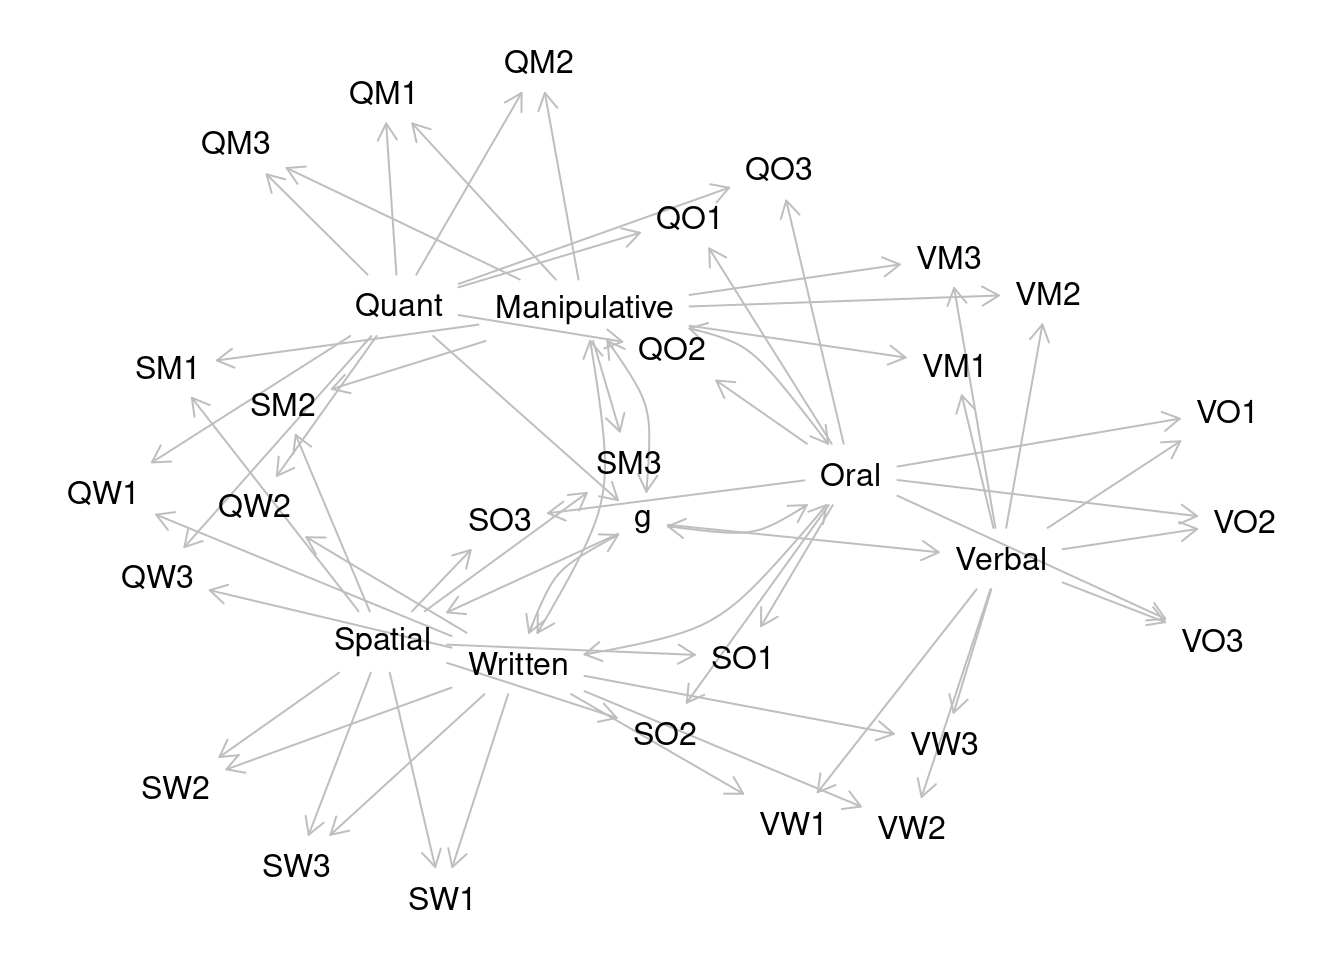 QM2
QM1
QM3
QO3
QO1
VM3
VM2
Quant
Manipulative
QO2
SM1
VM1
SM2
VO1
SM3
Oral
QW1
QW2
SO3
g
VO2
Verbal
QW3
Spatial
VO3
Written
SO1
SO2
VW3
SW2
VW1
VW2
SW3
SW1